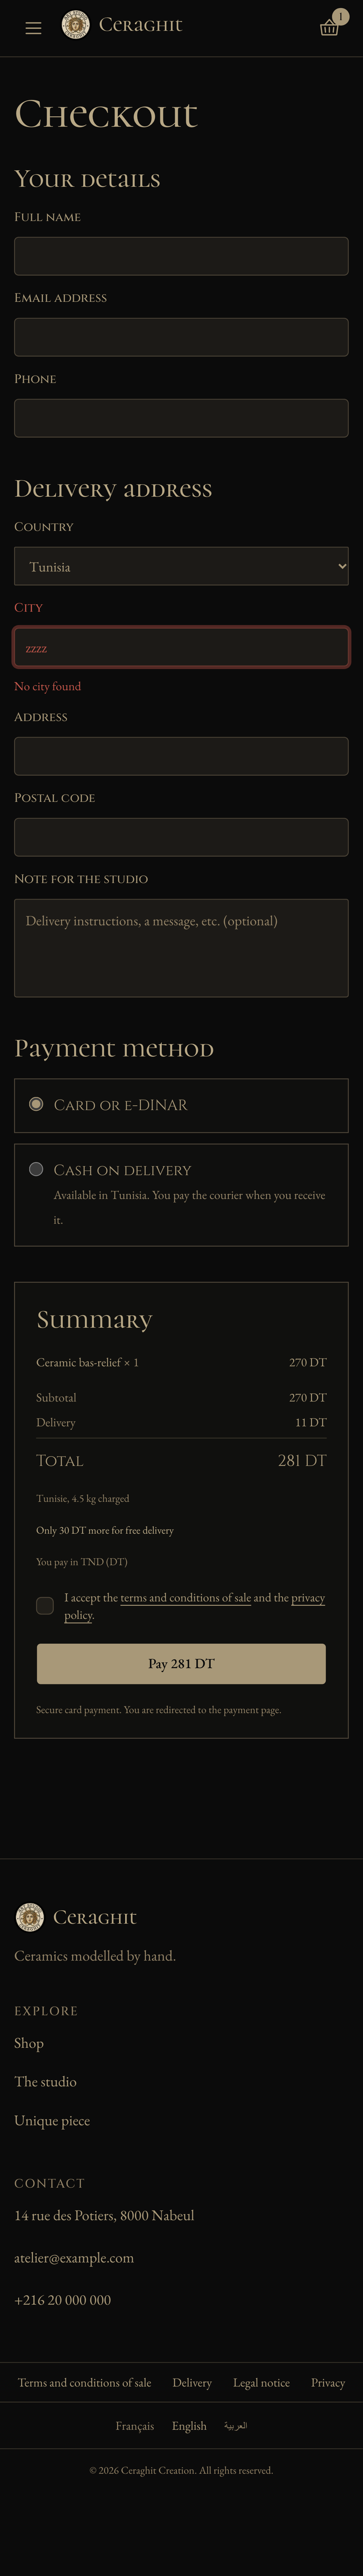 Ceraghit
1
Checkout
Your details
Full name
Email address
Phone
Delivery address
Country
Tunisia
City
zzzz
No city found
Address
Postal code
Note for the studio
Delivery instructions, a message, etc. (optional)
Payment method
Card or e-DINAR
Cash on delivery
Available in Tunisia. You pay the courier when you receive
it.
Summary
Ceramic bas-relief × 1 270 DT
Subtotal 270 DT
Delivery 11 DT
Total 281 DT
Tunisie, 4.5 kg charged
Only 30 DT more for free delivery
You pay in TND (DT)
I accept the terms and conditions of sale and the privacy
policy.
Pay 281 DT
Secure card payment. You are redirected to the payment page.
Ceraghit
Ceramics modelled by hand.
EXPLORE
Shop
The studio
Unique piece
CONTACT
14 rue des Potiers, 8000 Nabeul
atelier@example.com
+216 20 000 000
Terms and conditions of sale Delivery Legal notice Privacy
Français English العربية
© 2026 Ceraghit Creation. All rights reserved.